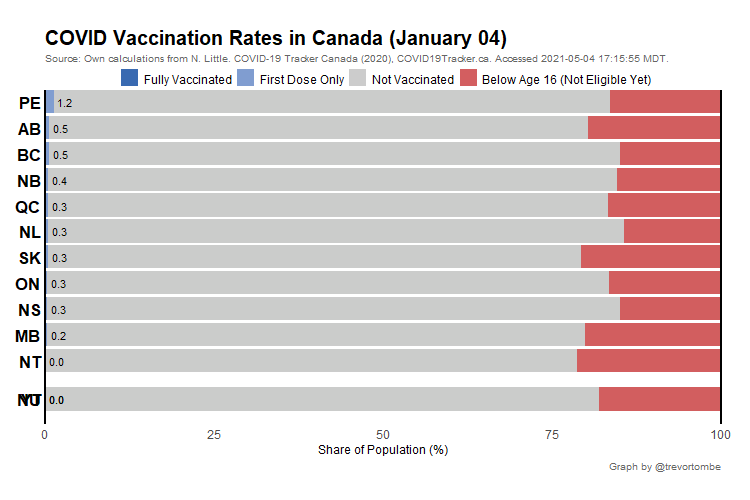 COVID Vaccination Rates in Canada (January 04)
Source: Own calculations from N. Little. COVID-19 Tracker Canada (2020), COVID19Tracker.ca. Accessed 2021-05-04 17:15:55 MDT.
Fully Vaccinated First Dose Only Not Vaccinated Below Age 16 (Not Eligible Yet)
PE 1.2
AB 0.5
BC 0.5
NB 0.4
QC 0.3
NL 0.3
SK 0.3
ON 0.3
NS 0.3
MB 0.2
NT 0.0
0.0
0 25 50 75 100
Share of Population (%)
Graph by @trevortombe